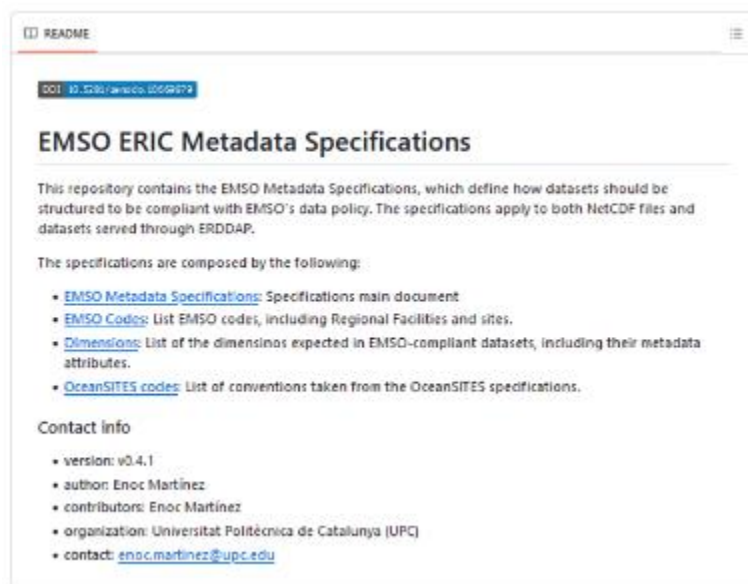 README
DOI 10.5281/zenodo.10669679
EMSO ERIC Metadata Specifications
This repository contains the EMSO Metadata Specifications, which define how datasets should be
structured to be compliant with EMSO's data policy. The specifications apply to both NetCDF files and
datasets served through ERDDAP.
The specifications are composed by the following:
• EMSO Metadata Specifications: Specifications main document
• EMSO Codes: List EMSO codes, including Regional Facilities and sites.
• Dimensions: List of the dimensinos expected in EMSO-compliant datasets, including their metadata
attributes.
• OceanSITES codes: List of conventions taken from the OceanSITES specifications.
Contact info
• version: v0.4.1
• author: Enoc Martínez
• contributors: Enoc Martínez
• organization: Universitat Politècnica de Catalunya (UPC)
• contact: enoc.martinez@upc.edu